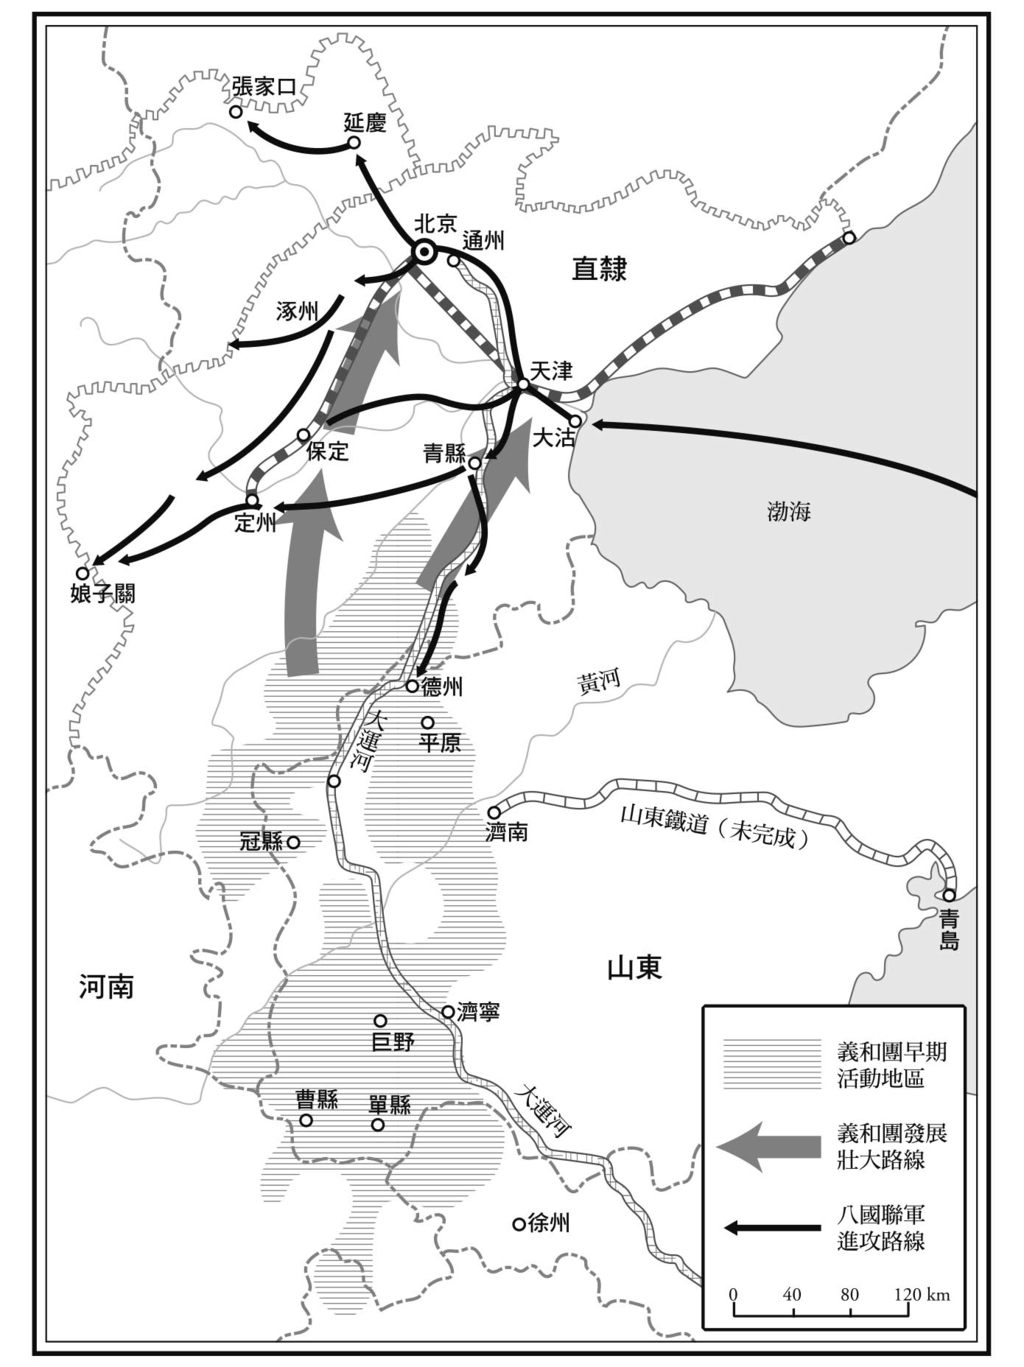 張家口
延慶
北京
通州
直隸
涿州
天津
大沽
保定
青縣
定州
渤海
娘子關
德州
黃河
大運河
平原
濟南
山東鐵道（未完成）
冠縣
青島
河南
山東
濟寧
巨野
曹縣
單縣
大運河
徐州
義和團早期
活動地區
義和團發展
壯大路線
八國聯軍
進攻路線
0 40 80 120 km